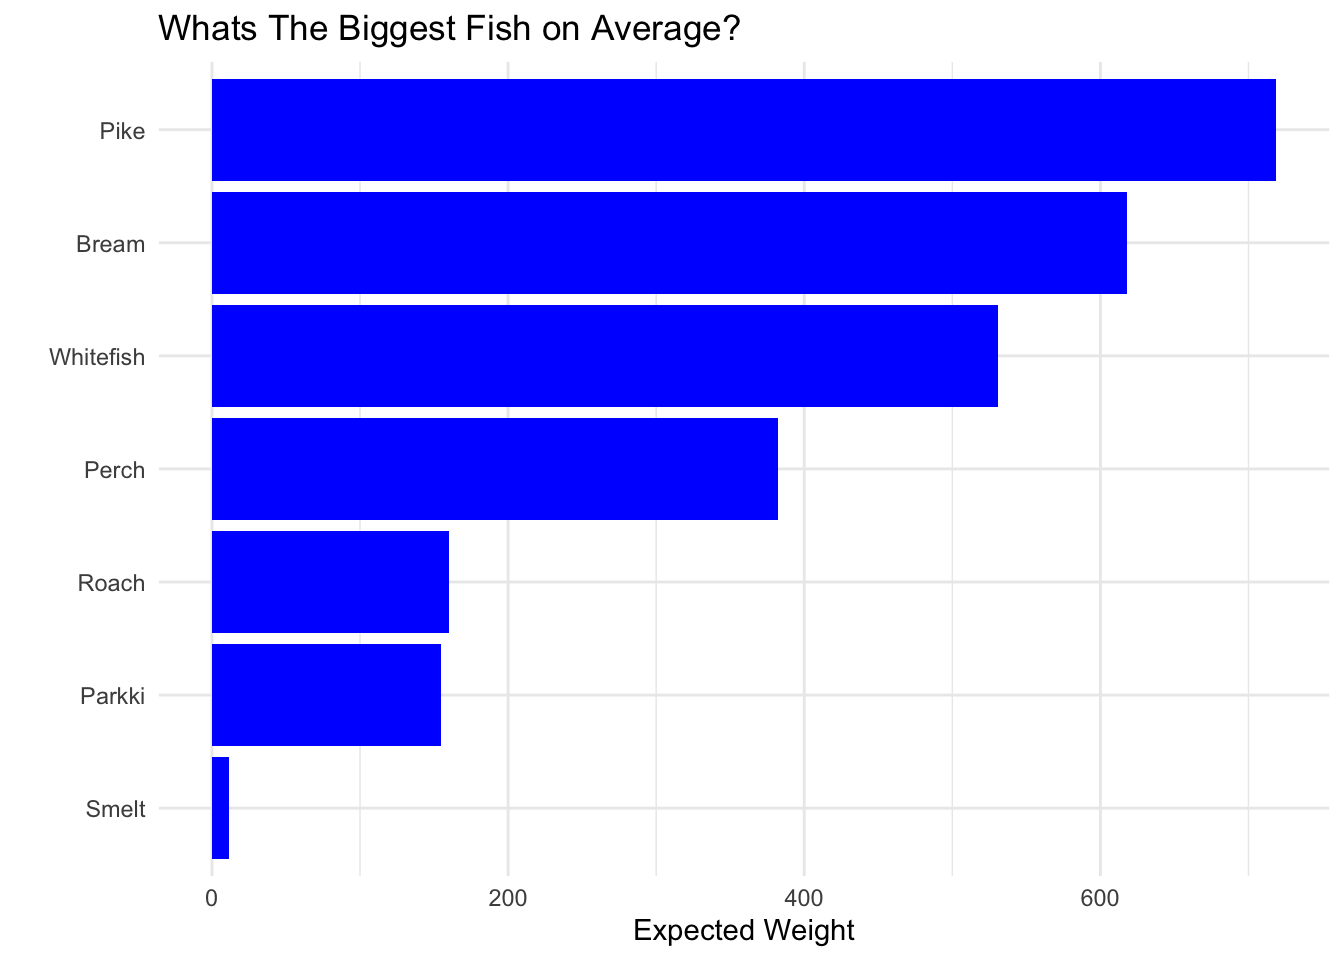 Whats The Biggest Fish on Average?
Pike
Bream
Whitefish
Perch
Roach
Parkki
Smelt
0 200 400 600
Expected Weight